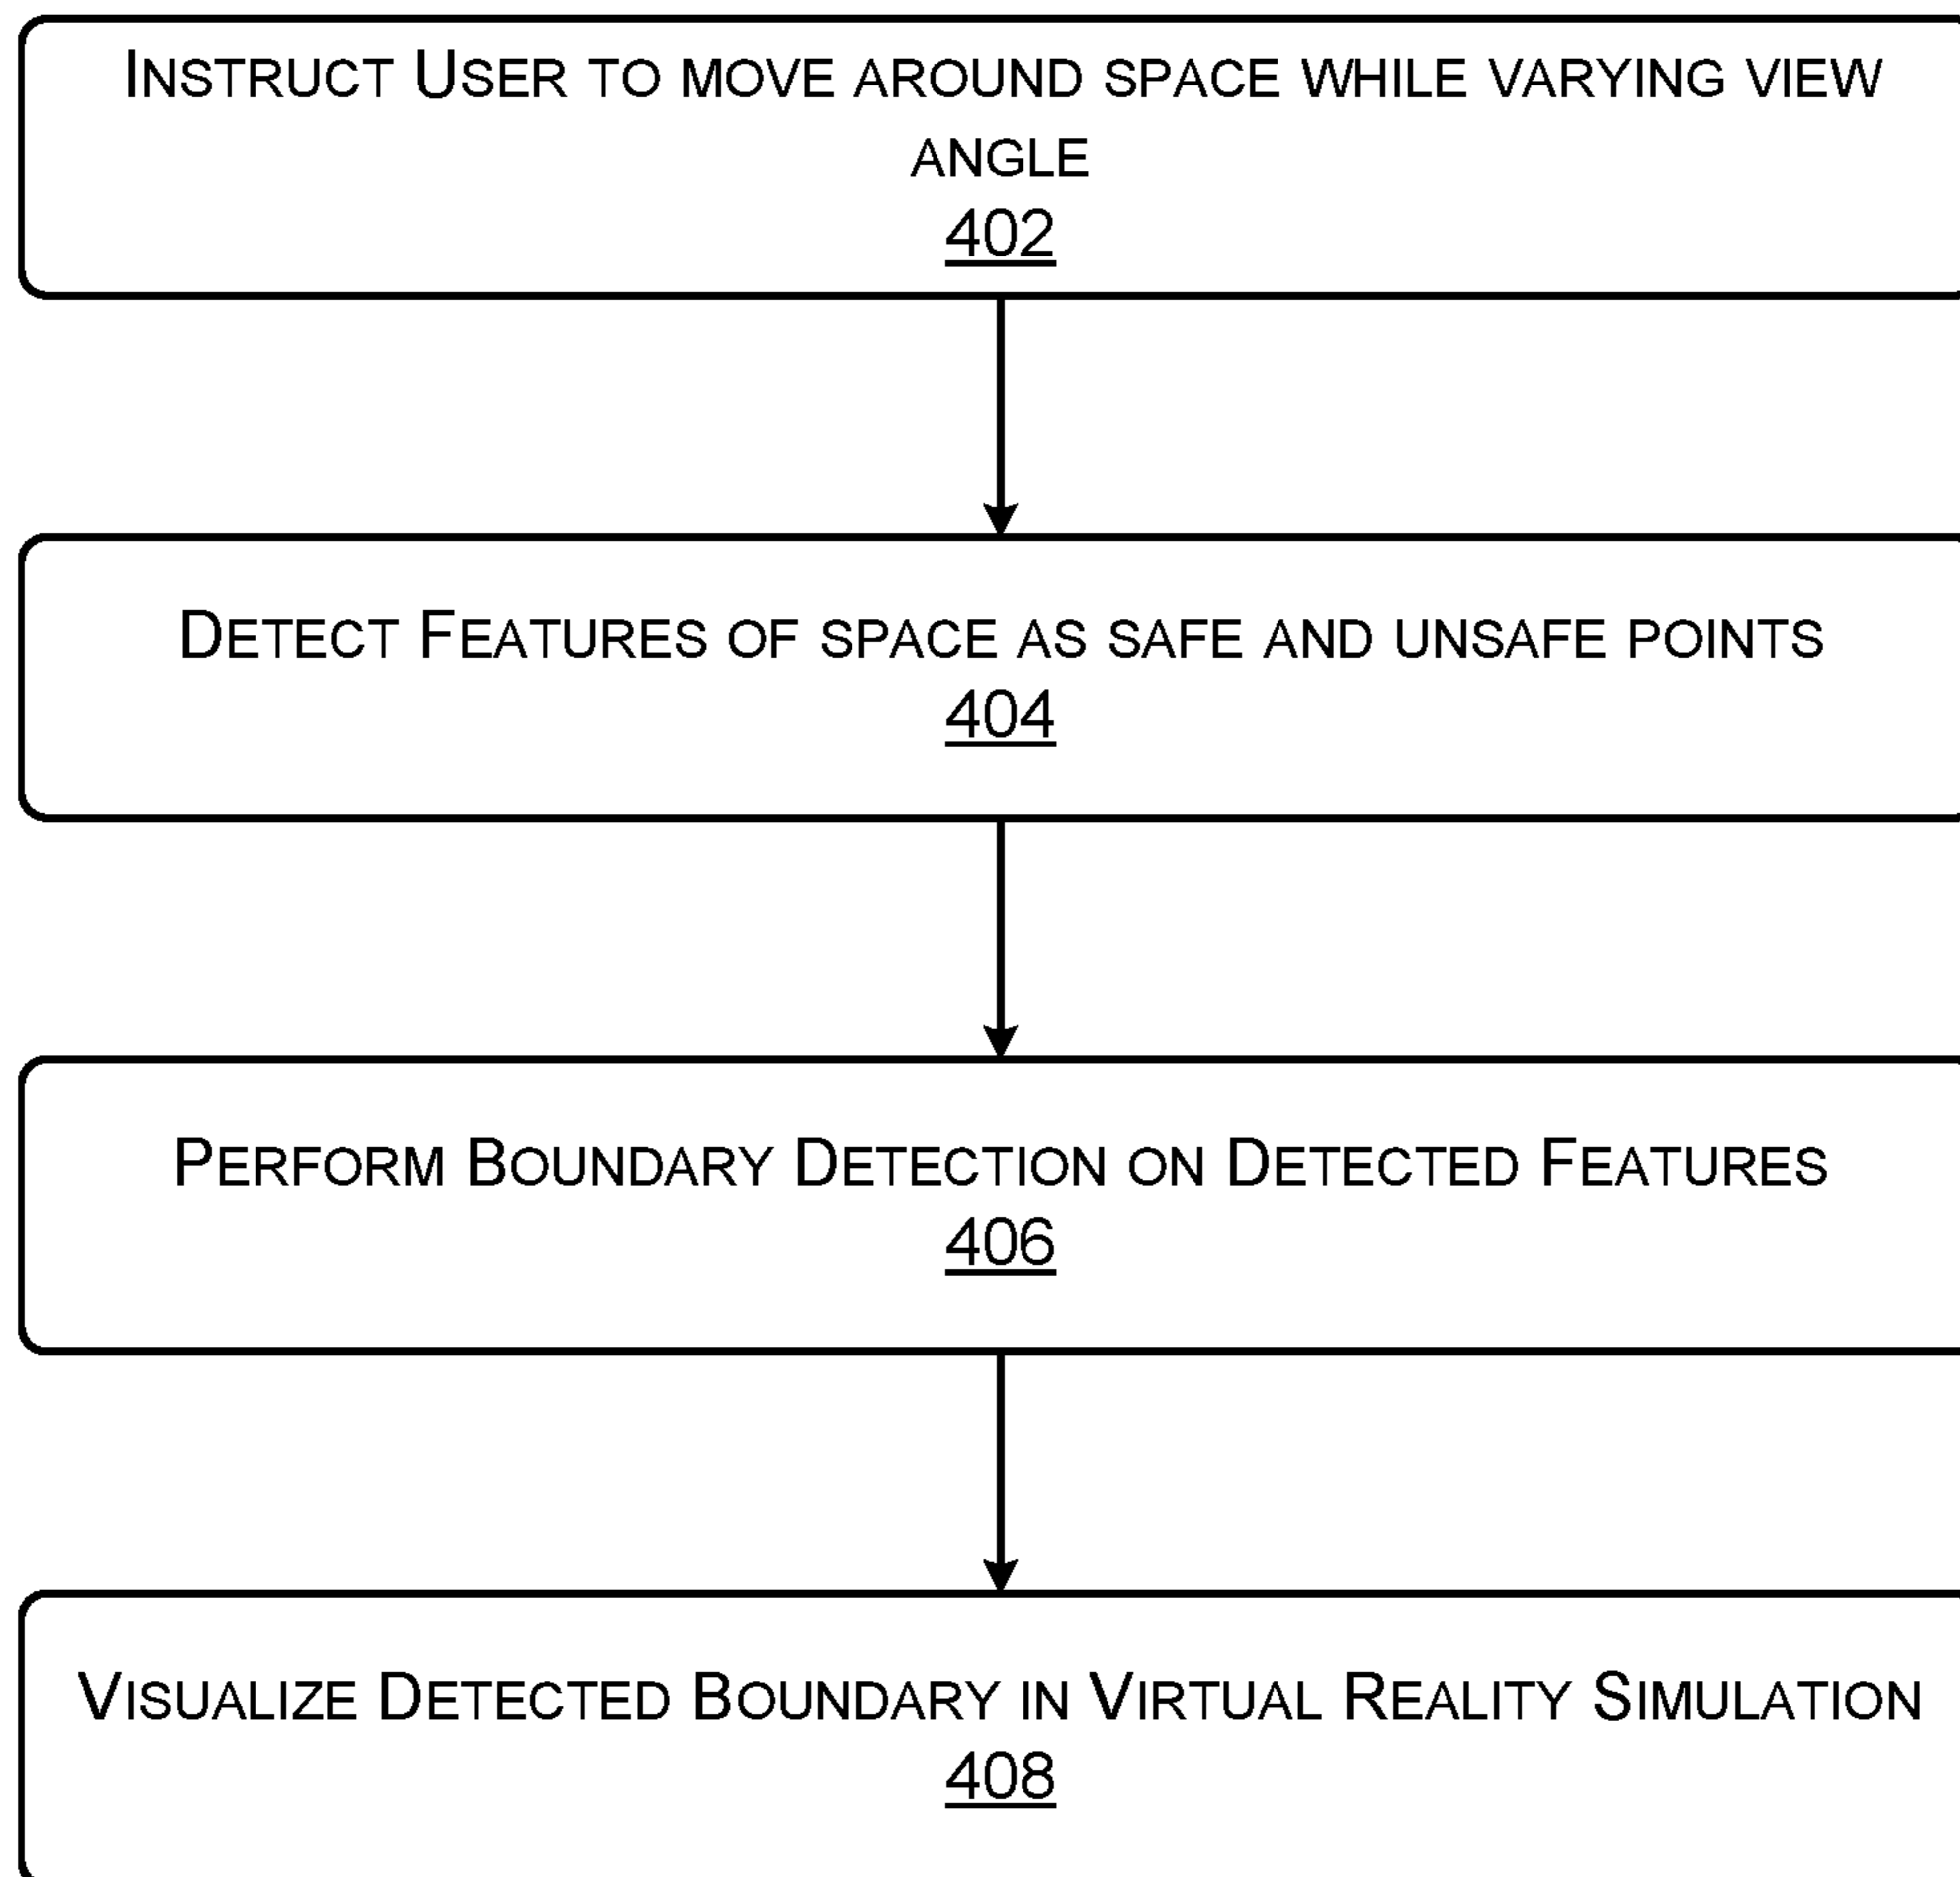 INSTRUCT USER TO MOVE AROUND SPACE WHILE VARYING VIEW
ANGLE
402
DETECT FEATURES OF SPACE AS SAFE AND UNSAFE POINTS
404
PERFORM BOUNDARY DETECTION ON DETECTED FEATURES
406
VISUALIZE DETECTED BOUNDARY IN VIRTUAL REALITY SIMULATION
408